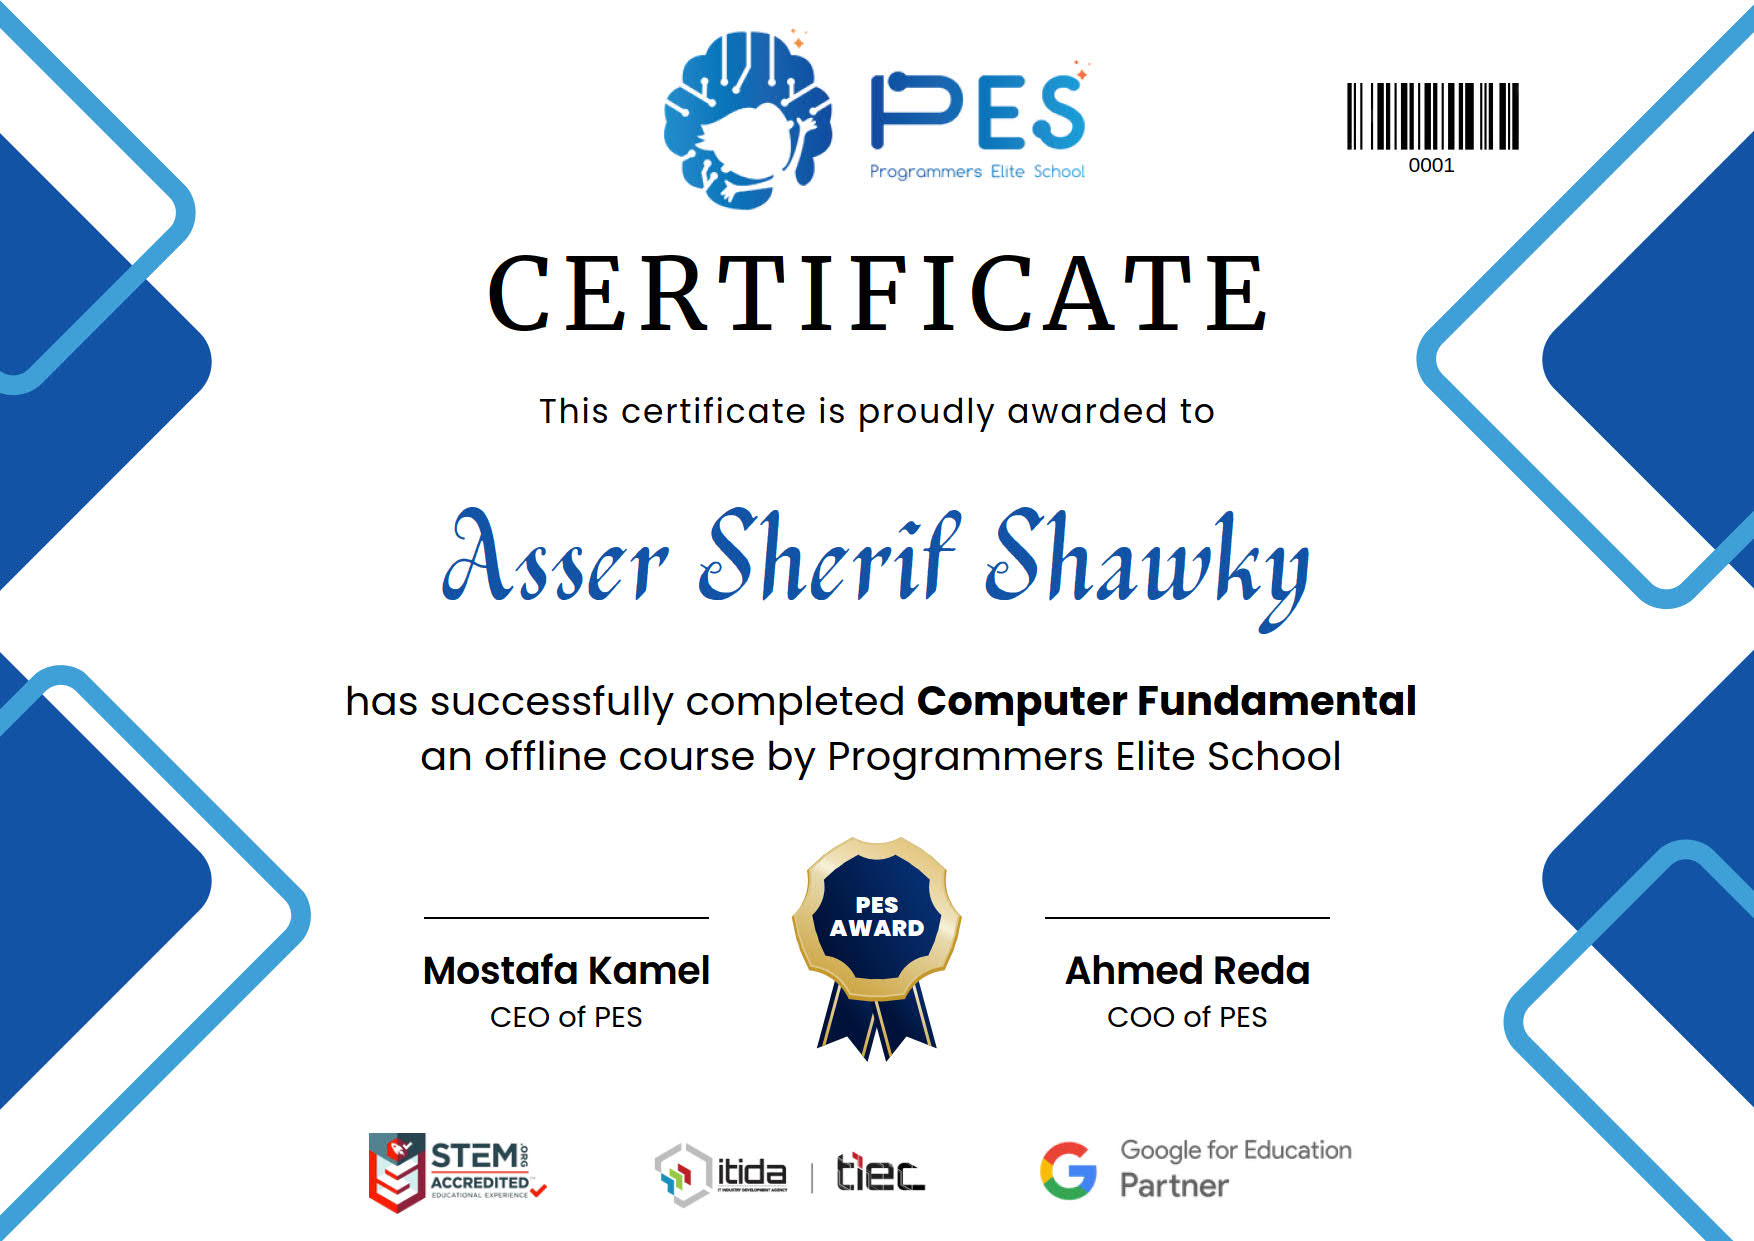 PES
Programmers Elite School
0001
CERTIFICATE
This certificate is proudly awarded to
Asser Sherif Shawky
has successfully completed Computer Fundamental
an offline course by Programmers Elite School
PES
AWARD
Mostafa Kamel
CEO of PES
Ahmed Reda
COO of PES
STEM.ORG
ACCREDITED
EDUCATIONAL EXPERIENCE
itida
IT INDUSTRY DEVELOPMENT AGENCY
tiec
Google for Education
Partner